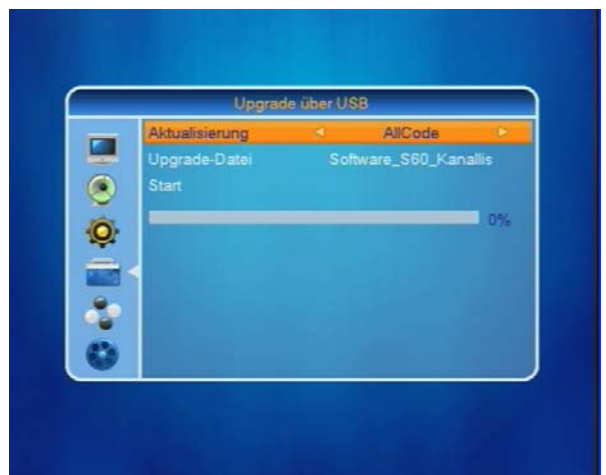 Upgrade über USB
Aktualisierung AllCode
Upgrade-Datei Software_S60_Kanallis
Start
0%